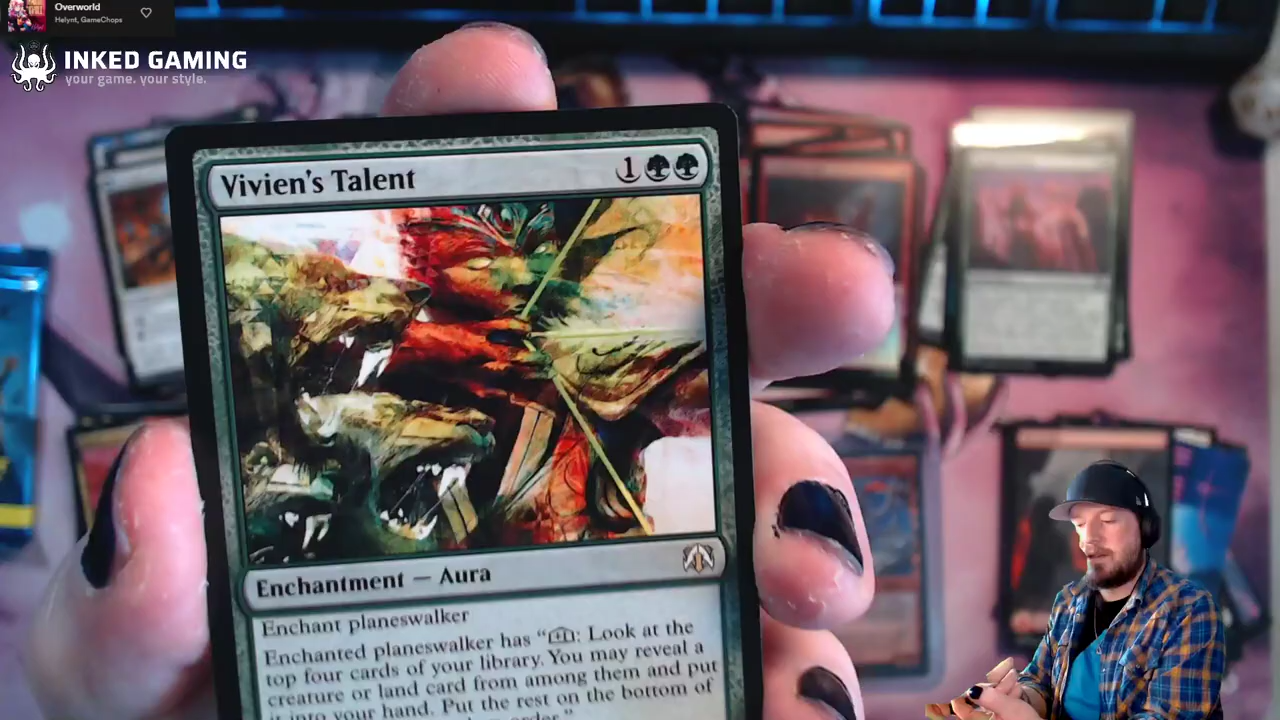 Overworld
Helynt, GameChops
INKED GAMING
your game. your style.
Vivien's Talent
1
Enchantment — Aura
Enchant planeswalker
Enchanted planeswalker has “+1: Look at the
top four cards of your library. You may reveal a
creature or land card from among them and put
it into your hand. Put the rest on the bottom of
order.”